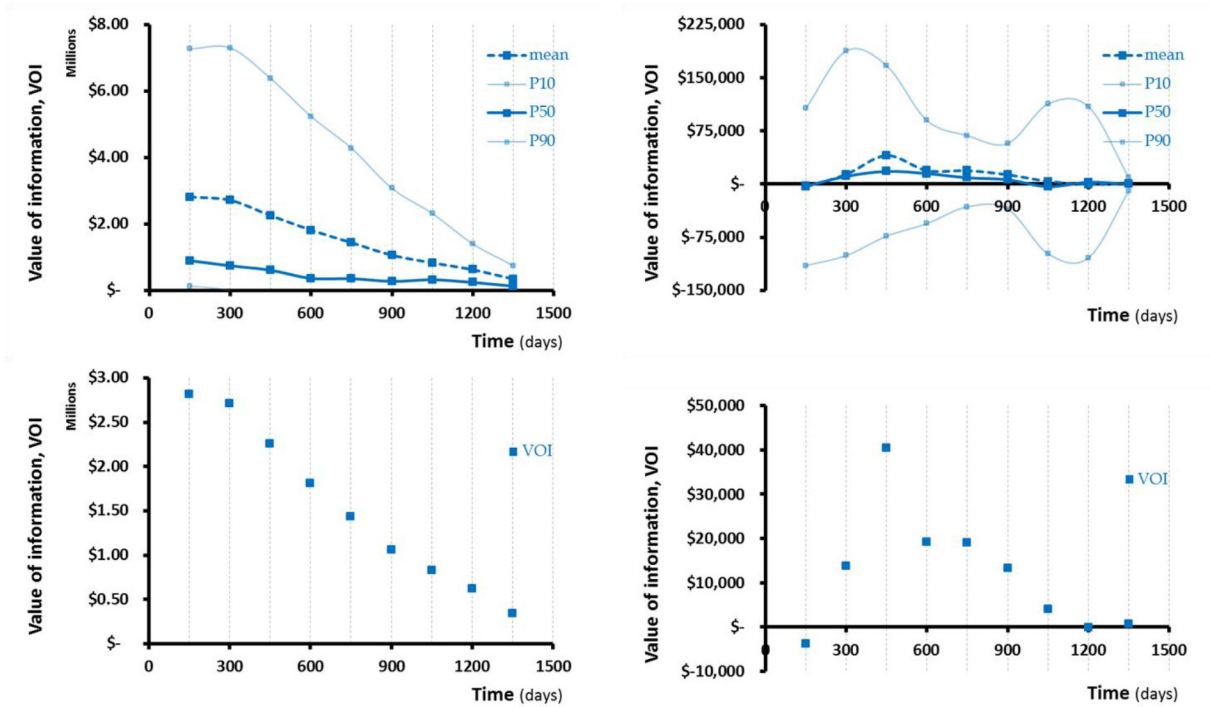 $8.00
$6.00
$4.00
$2.00
$-
Value of information, VOI
Millions
mean
P10
P50
P90
0 300 600 900 1200 1500
Time (days)
$225,000
$150,000
$75,000
$-
$-75,000
$-150,000
Value of information, VOI
mean
P10
P50
P90
0 300 600 900 1200 1500
Time (days)
$3.00
$2.50
$2.00
$1.50
$1.00
$0.50
$-
Value of information, VOI
Millions
VOI
0 300 600 900 1200 1500
Time (days)
$50,000
$40,000
$30,000
$20,000
$10,000
$-
$-10,000
Value of information, VOI
VOI
0 300 600 900 1200 1500
Time (days)